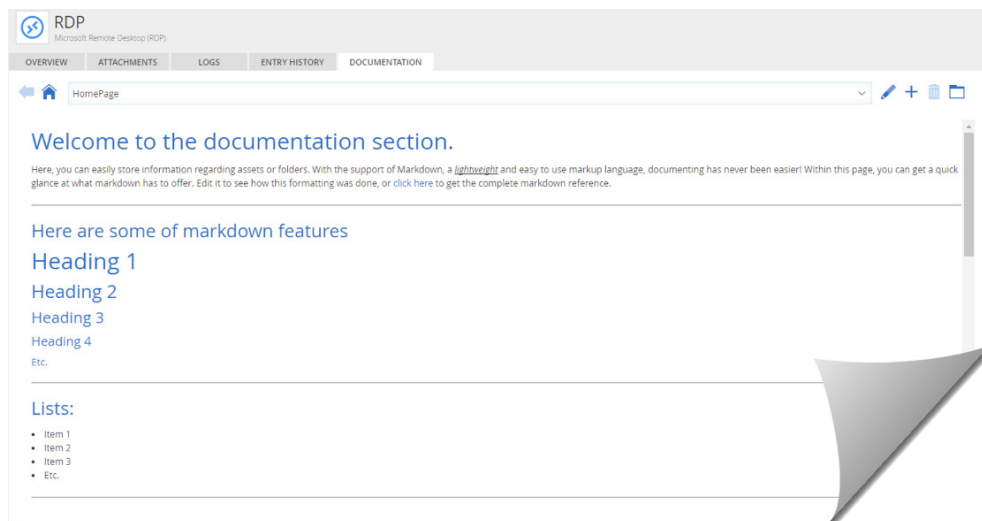 RDP
Microsoft Remote Desktop (RDP)
OVERVIEW ATTACHMENTS LOGS ENTRY HISTORY DOCUMENTATION
HomePage
Welcome to the documentation section.
Here, you can easily store information regarding assets or folders. With the support of Markdown, a lightweight and easy to use markup language, documenting has never been easier! Within this page, you can get a quick
glance at what markdown has to offer. Edit it to see how this formatting was done, or click here to get the complete markdown reference.
Here are some of markdown features
Heading 1
Heading 2
Heading 3
Heading 4
Etc.
Lists:
• Item 1
• Item 2
• Item 3
• Etc.